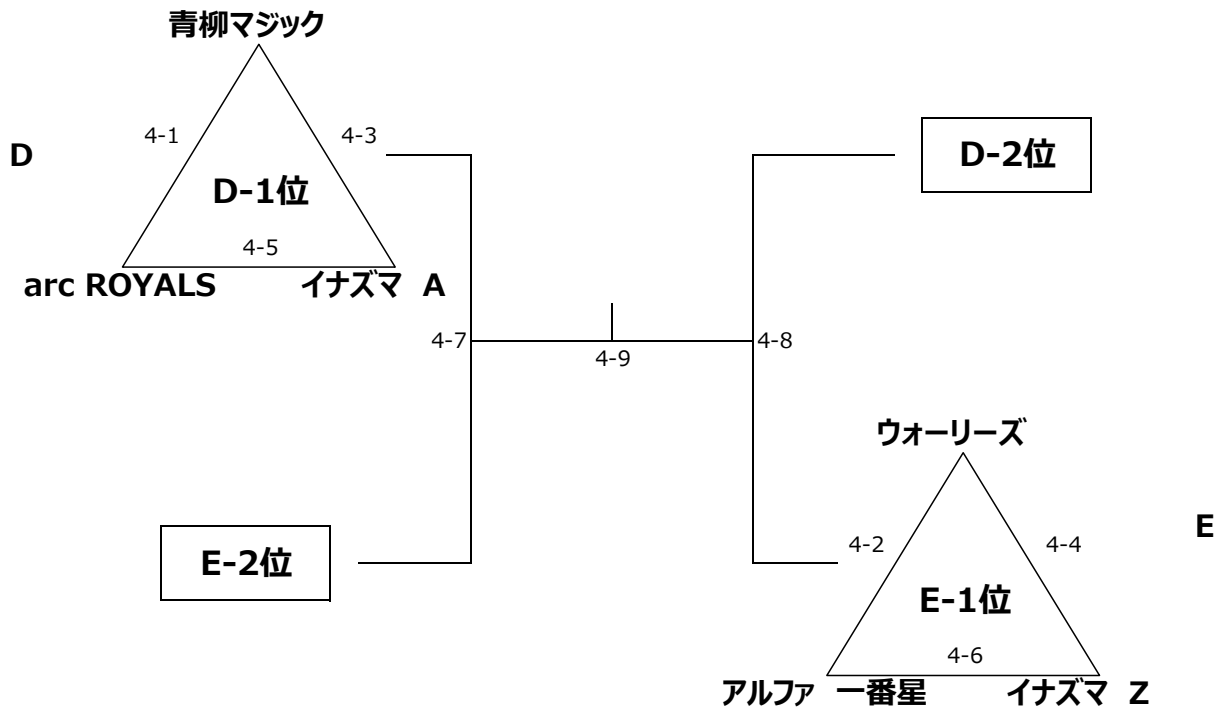 青柳マジック
4-1
4-3
D
D-1位
D-2位
4-5
arc ROYALS
イナズマ A
4-7
4-8
4-9
ウォーリーズ
E
4-2
4-4
E-2位
E-1位
4-6
アルファ 一番星
イナズマ Z